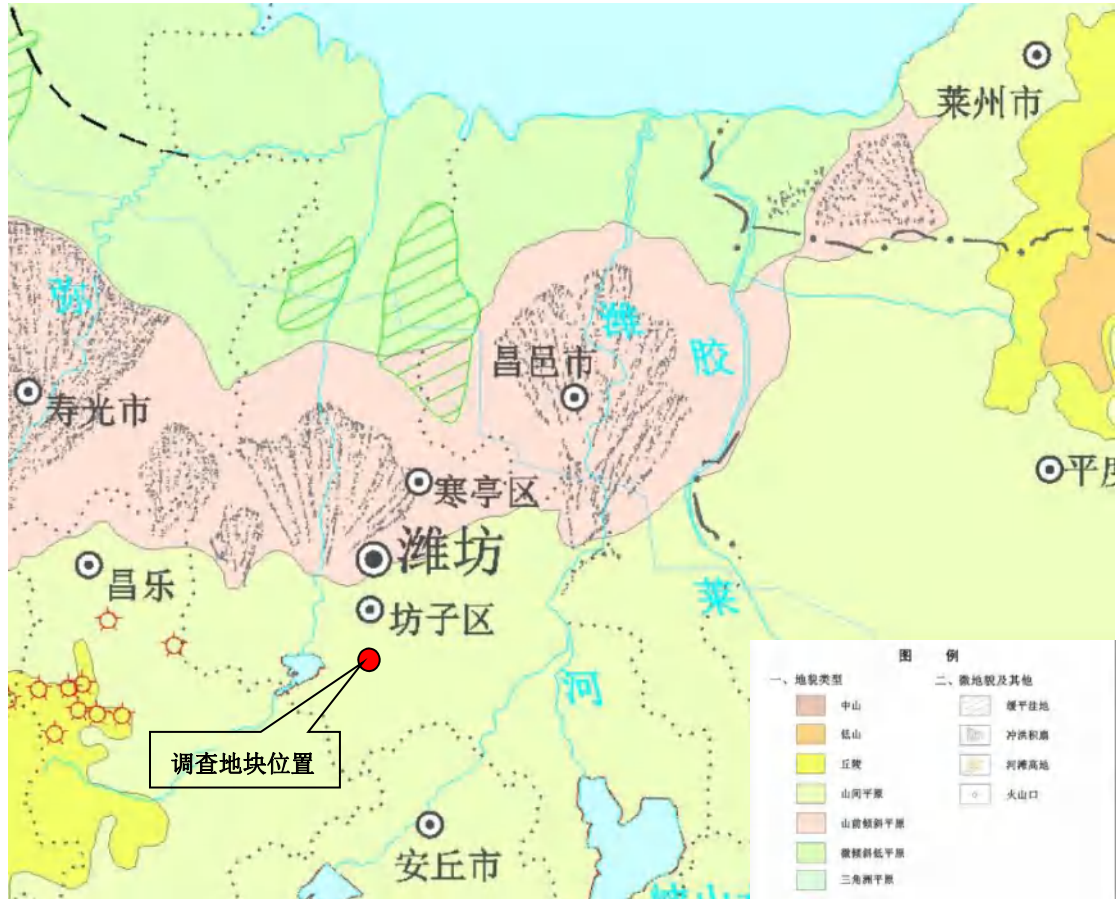 莱州市
弥
潍
胶
昌邑市
寿光市
平度
寒亭区
潍坊
昌乐
莱
坊子区
河
调查地块位置
安丘市
图 例
一、地貌类型
二、微地貌及其他
中山
缓平洼地
低山
冲洪积扇
丘陵
河滩高地
山间平原
火山口
山前倾斜平原
微倾斜低平原
三角洲平原